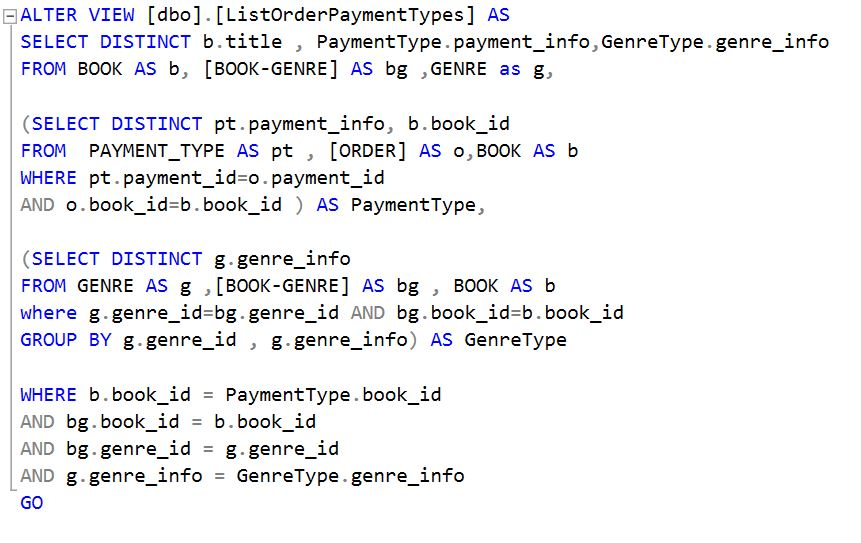 ALTER VIEW [dbo].[ListOrderPaymentTypes] AS
SELECT DISTINCT b.title , PaymentType.payment_info,GenreType.genre_info
FROM BOOK AS b, [BOOK-GENRE] AS bg ,GENRE as g,
(SELECT DISTINCT pt.payment_info, b.book_id
FROM  PAYMENT_TYPE AS pt , [ORDER] AS o,BOOK AS b
WHERE pt.payment_id=o.payment_id
AND o.book_id=b.book_id ) AS PaymentType,
(SELECT DISTINCT g.genre_info
FROM GENRE AS g ,[BOOK-GENRE] AS bg , BOOK AS b
where g.genre_id=bg.genre_id AND bg.book_id=b.book_id
GROUP BY g.genre_id , g.genre_info) AS GenreType
WHERE b.book_id = PaymentType.book_id
AND bg.book_id = b.book_id
AND bg.genre_id = g.genre_id
AND g.genre_info = GenreType.genre_info
GO